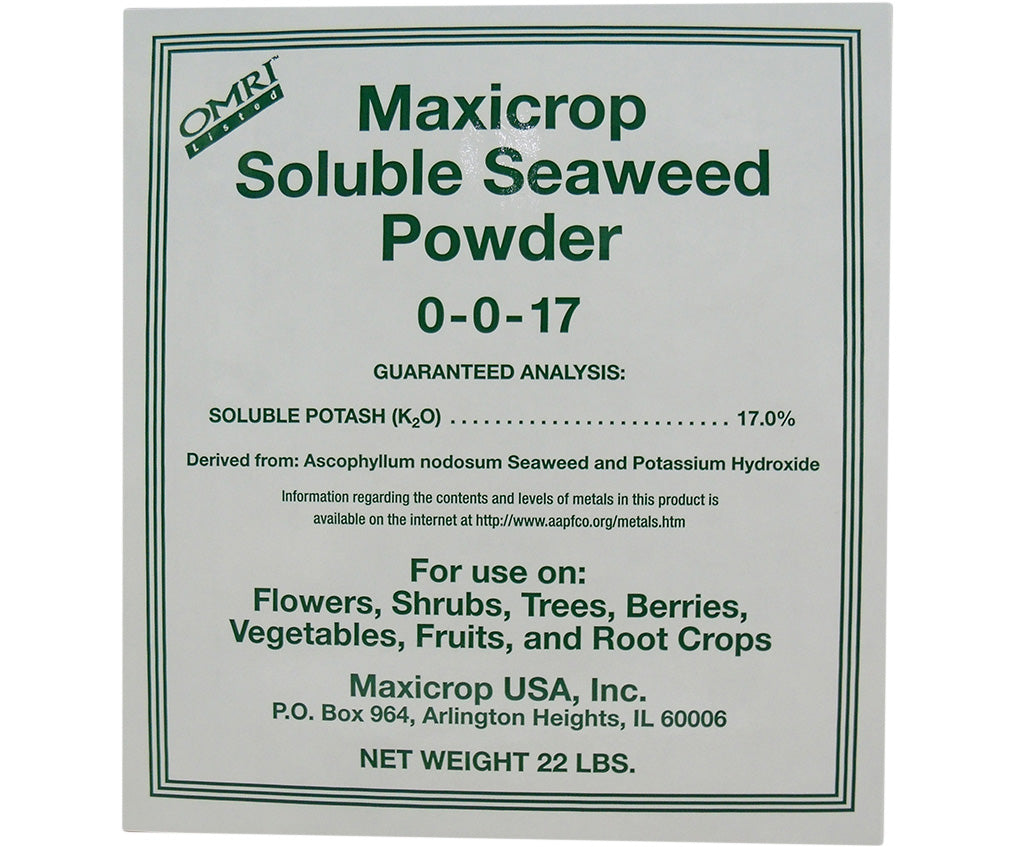 OMRI™
Listed
Maxicrop
Soluble Seaweed
Powder
0-0-17
GUARANTEED ANALYSIS:
SOLUBLE POTASH (K₂O) ......................... 17.0%
Derived from: Ascophyllum nodosum Seaweed and Potassium Hydroxide
Information regarding the contents and levels of metals in this product is
available on the internet at http://www.aapfco.org/metals.htm
For use on:
Flowers, Shrubs, Trees, Berries,
Vegetables, Fruits, and Root Crops
Maxicrop USA, Inc.
P.O. Box 964, Arlington Heights, IL 60006
NET WEIGHT 22 LBS.